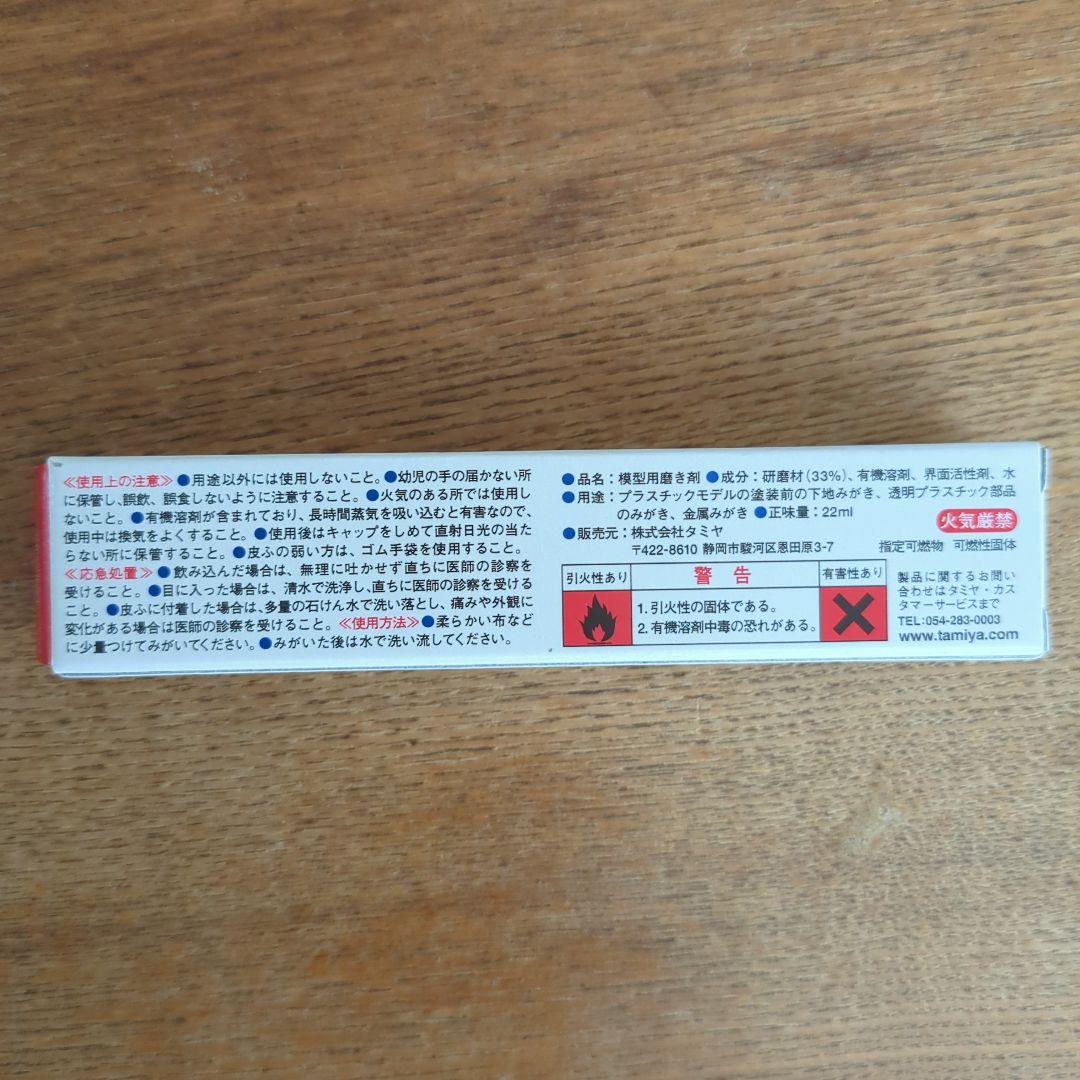 ≪使用上の注意≫ ●用途以外には使用しないこと。●幼児の手の届かない所
に保管し、誤飲、誤食しないように注意すること。●火気のある所では使用し
ないこと。●有機溶剤が含まれており、長時間蒸気を吸い込むと有害なので、
使用中は換気をよくすること。●使用後はキャップをしめて直射日光の当た
らない所に保管すること。●皮ふの弱い方は、ゴム手袋を使用すること。
≪応急処置≫ ●飲み込んだ場合は、無理に吐かせず直ちに医師の診察を
受けること。●目に入った場合は、清水で洗浄し、直ちに医師の診察を受ける
こと。●皮ふに付着した場合は、多量の石けん水で洗い落とし、痛みや外観に
変化がある場合は医師の診察を受けること。≪使用方法≫ ●柔らかい布など
に少量つけてみがいてください。●みがいた後は水で洗い流してください。
●品名：模型用磨き剤 ●成分：研磨材（33%）、有機溶剤、界面活性剤、水
●用途：プラスチックモデルの塗装前の下地みがき、透明プラスチック部品
のみがき、金属みがき ●正味量：22ml
●販売元：株式会社タミヤ
〒422-8610 静岡市駿河区恩田原3-7
火気厳禁
指定可燃物 可燃性固体
引火性あり
警告
有害性あり
1. 引火性の固体である。
2. 有機溶剤中毒の恐れがある。
製品に関するお問い
合わせはタミヤ・カス
タマーサービスまで
TEL:054-283-0003
www.tamiya.com